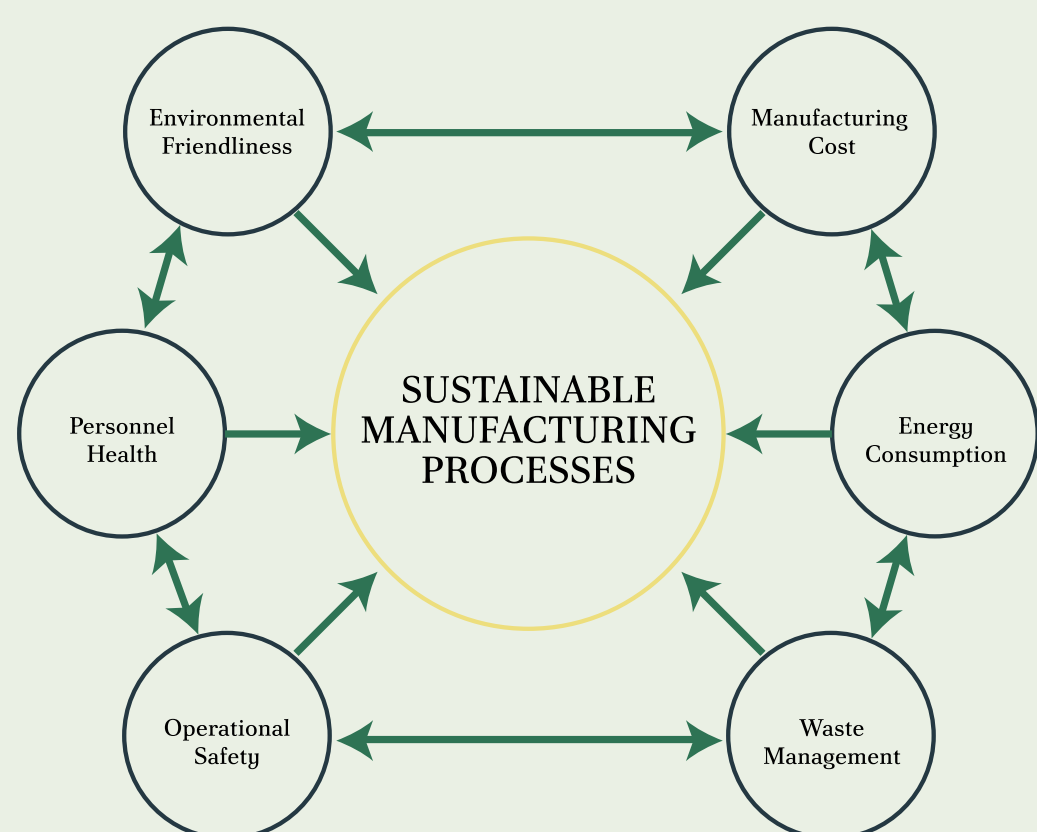 Environmental
Friendliness
Manufacturing
Cost
SUSTAINABLE
MANUFACTURING
PROCESSES
Personnel
Health
Energy
Consumption
Operational
Safety
Waste
Management